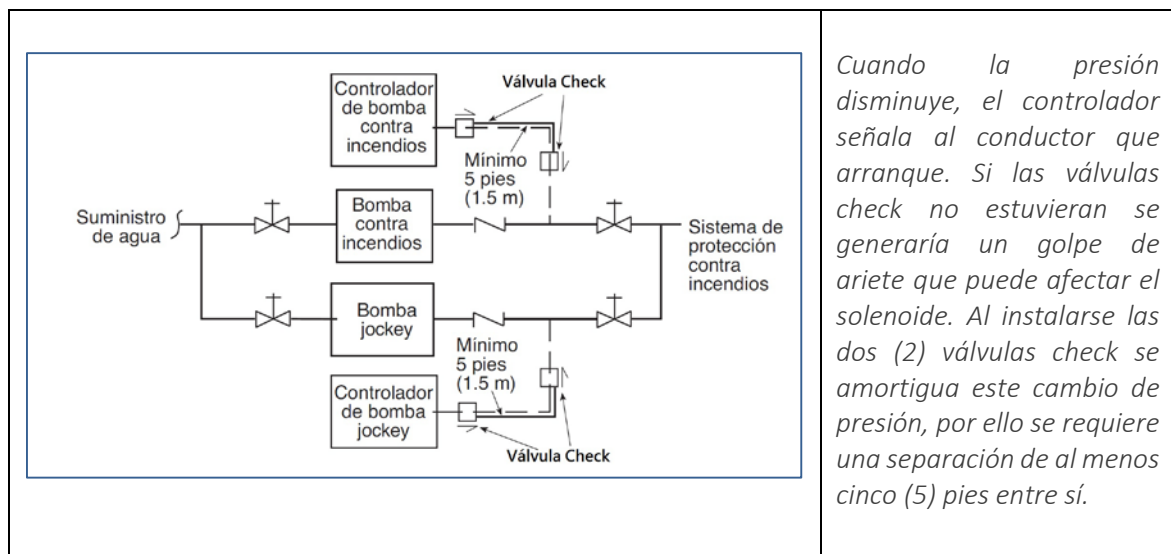 Controlador
de bomba
contra
incendios
Válvula Check
Mínimo
5 pies
(1.5 m)
Suministro
de agua
Bomba
contra
incendios
Sistema de
protección
contra
incendios
Bomba
jockey
Mínimo
5 pies
(1.5 m)
Controlador
de bomba
jockey
Válvula Check
Cuando la presión
disminuye, el controlador
señala al conductor que
arranque. Si las válvulas
check no estuvieran se
generaría un golpe de
ariete que puede afectar el
solenoide. Al instalarse las
dos (2) válvulas check se
amortigua este cambio de
presión, por ello se requiere
una separación de al menos
cinco (5) pies entre sí.